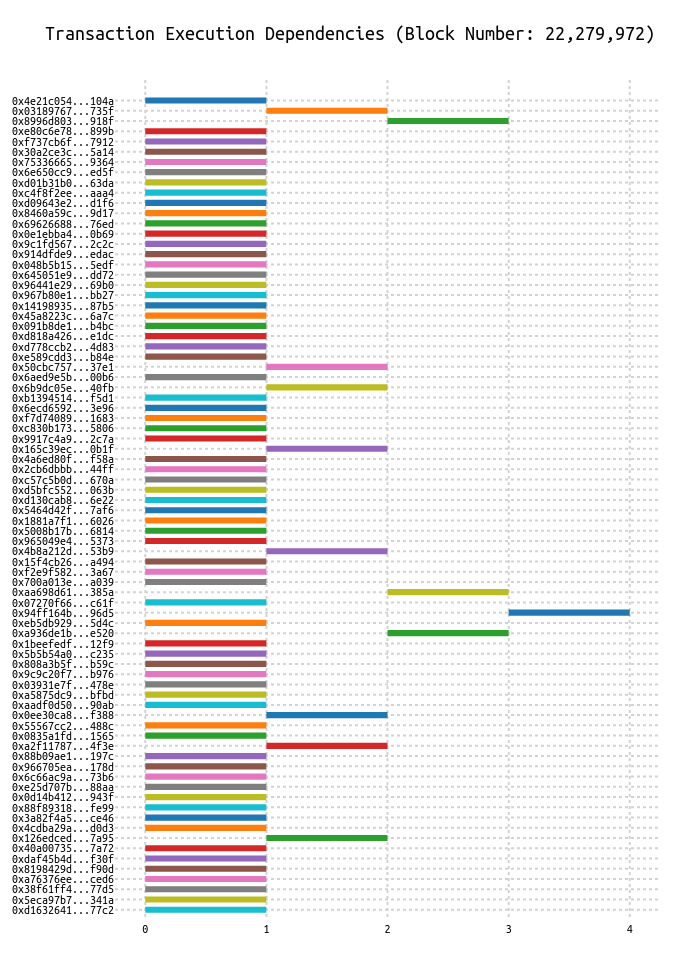 Transaction Execution Dependencies (Block Number: 22,279,972)
0x4e21c054...104a
0x03189767...735f
0x8996d803...918f
0xe80c6e78...899b
0xf737cb6f...7912
0x30a2ce3c...5a14
0x75336665...9364
0x6e650cc9...ed5f
0xd01b31b0...63da
0xc4f8f2ee...aaa4
0xd09643e2...d1f6
0x8460a59c...9d17
0x69626688...76ed
0x0e1ebba4...0b69
0x9c1fd567...2c2c
0x914dfde9...edac
0x048b5b15...5edf
0x645051e9...dd72
0x96441e29...69b0
0x967b80e1...bb27
0x14198935...87b5
0x45a8223c...6a7c
0x091b8de1...b4bc
0xd818a426...e1dc
0xd778ccb2...4d83
0xe589cdd3...b84e
0x50cbc757...37e1
0x6aed9e5b...00b6
0x6b9dc05e...40fb
0xb1394514...f5d1
0x6ecd6592...3e96
0xf7d74089...1683
0xc830b173...5806
0x9917c4a9...2c7a
0x165c39ec...0b1f
0x4a6ed80f...f58a
0x2cb6dbbb...44ff
0xc57c5b0d...670a
0xd5bfc552...063b
0xd130cab8...6e22
0x5464d42f...7af6
0x1881a7f1...6026
0x5008b17b...6814
0x965049e4...5373
0x4b8a212d...53b9
0x15f4cb26...a494
0xf2e9f582...3a67
0x700a013e...a039
0xaa698d61...385a
0x07270f66...c61f
0x94ff164b...96d5
0xeb5db929...5d4c
0xa936de1b...e520
0x1beefedf...12f9
0x5b5b54a0...c235
0x808a3b5f...b59c
0x9c9c20f7...b976
0x03931e7f...478e
0xa5875dc9...bfbd
0xaadf0d50...90ab
0x0ee30ca8...f388
0x55567cc2...488c
0x0835a1fd...1565
0xa2f11787...4f3e
0x88b09ae1...197c
0x966705ea...178d
0x6c66ac9a...73b6
0xe25d707b...88aa
0x0d14b412...943f
0x88f89318...fe99
0x3a82f4a5...ce46
0x4cdba29a...d0d3
0x126edced...7a95
0x40a00735...7a72
0xdaf45b4d...f30f
0x8198429d...f90d
0xa76376ee...ced6
0x38f61ff4...77d5
0x5eca97b7...341a
0xd1632641...77c2
0 1 2 3 4